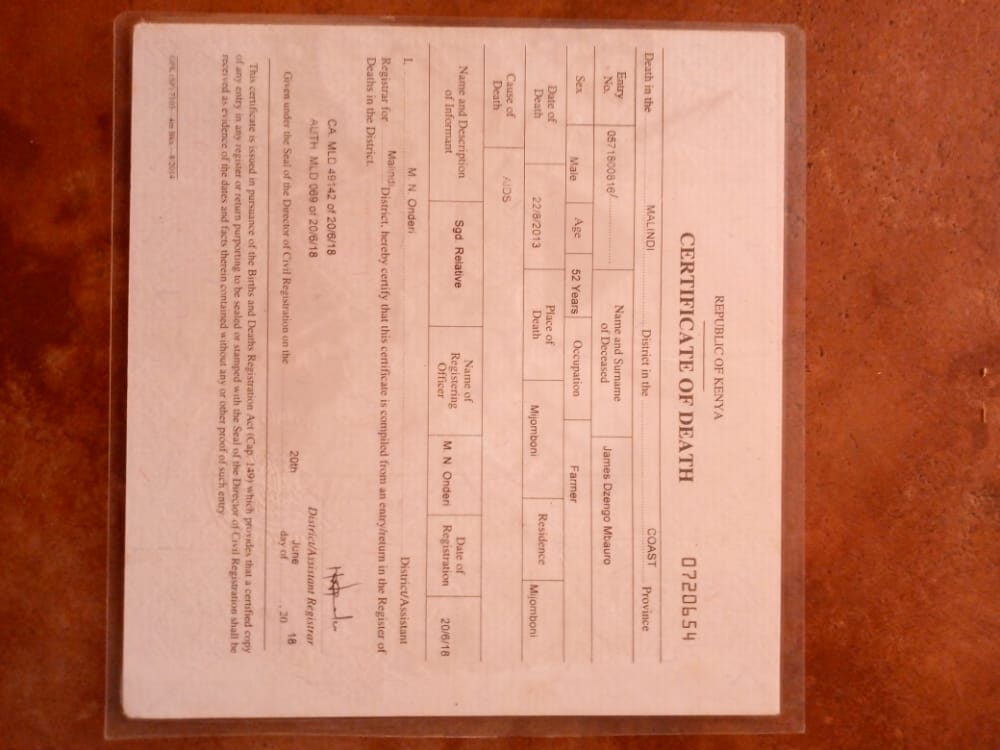 REPUBLIC OF KENYA
CERTIFICATE OF DEATH 0720654
Death in the MALINDI District in the COAST Province
Entry No. 0571800816/ Name and Surname of Deceased James Dzengo Mbauro
Sex Male Age 52 Years Occupation Farmer
Date of Death 22/8/2013 Place of Death Mijomboni Residence Mijomboni
Cause of Death AIDS
Name and Description of Informant Sgd. Relative Name of Registering Officer M. N. Onderi Date of Registration 20/6/18
I, M. N. Onderi District/Assistant
Registrar for Malindi District, hereby certify that this certificate is compiled from an entry/return in the Register of
Deaths in the District.
CA MLD 49142 of 20/6/18
AUTH MLD 069 of 20/6/18
District/Assistant Registrar
Given under the Seal of the Director of Civil Registration on the 20th day of June , 20 18
This certificate is issued in pursuance of the Births and Deaths Registration Act (Cap. 149) which provides that a certified copy
of any entry in any register or return purporting to be sealed or stamped with the Seal of the Director of Civil Registration shall be
received as evidence of the dates and facts therein contained without any or other proof of such entry.
GPK (SP) 4m Bks—8/2014